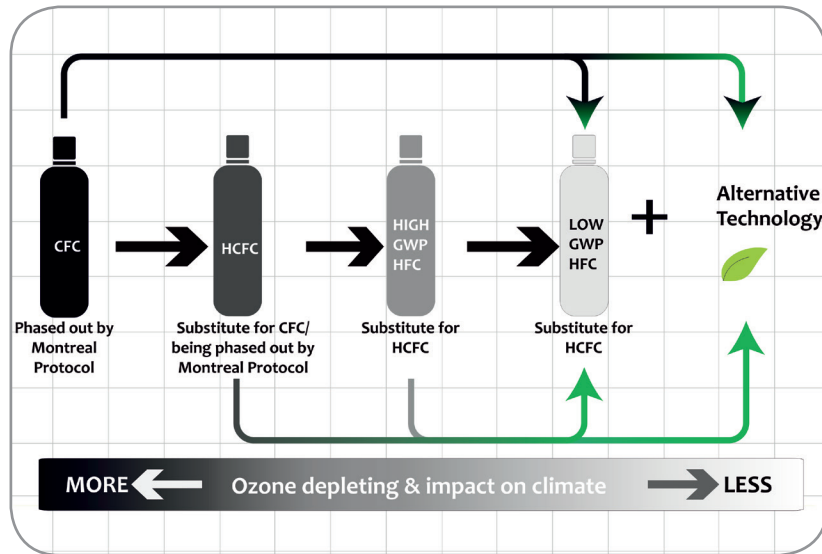 CFC
HCFC
HIGH
GWP
HFC
LOW
GWP
HFC
+
Alternative
Technology
Phased out by
Montreal
Protocol
Substitute for CFC/
being phased out by
Montreal Protocol
Substitute for
HCFC
Substitute for
HCFC
MORE Ozone depleting & impact on climate LESS